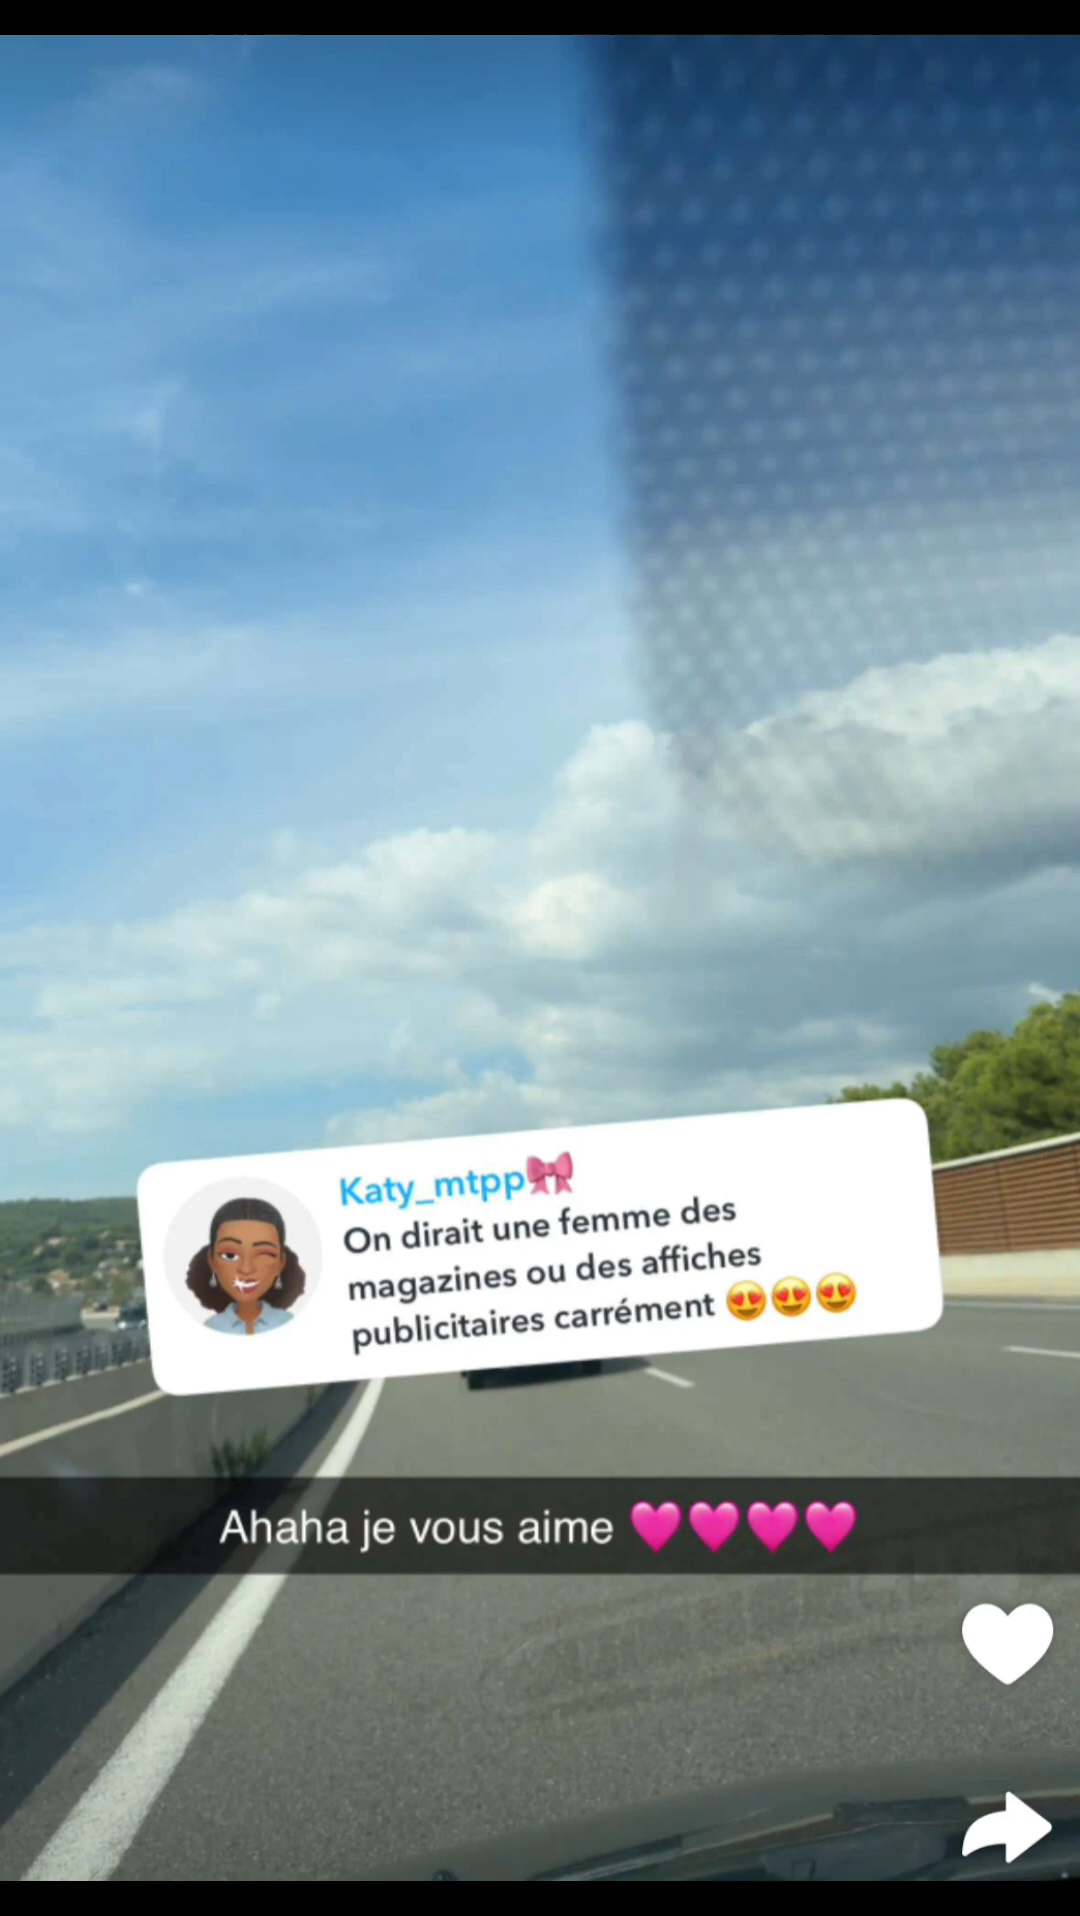 Katy_mtpp🎀
On dirait une femme des
magazines ou des affiches
publicitaires carrément 😍😍😍
Ahaha je vous aime 🩷🩷🩷🩷